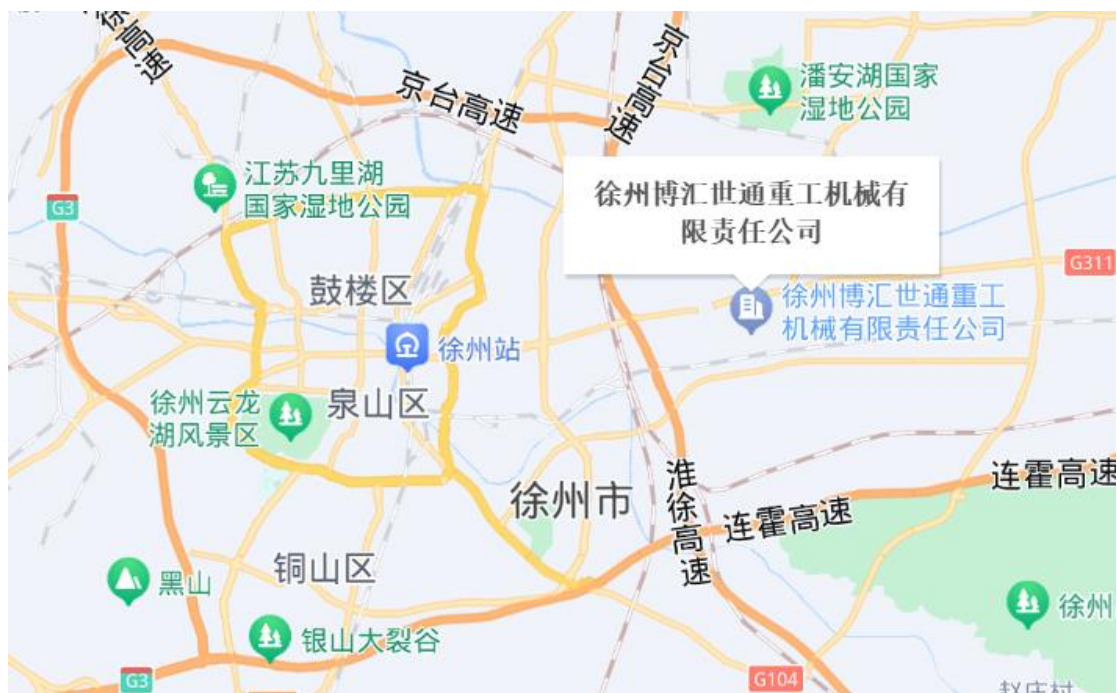 徐高速
京台高速
京台高速
潘安湖国家
湿地公园
江苏九里湖
国家湿地公园
徐州博汇世通重工机械有
限责任公司
G3
G311
鼓楼区
徐州博汇世通重工
机械有限责任公司
徐州站
徐州云龙
湖风景区
泉山区
徐州市
淮徐高速
连霍高速
连霍高速
铜山区
黑山
徐州
银山大裂谷
G3
G104